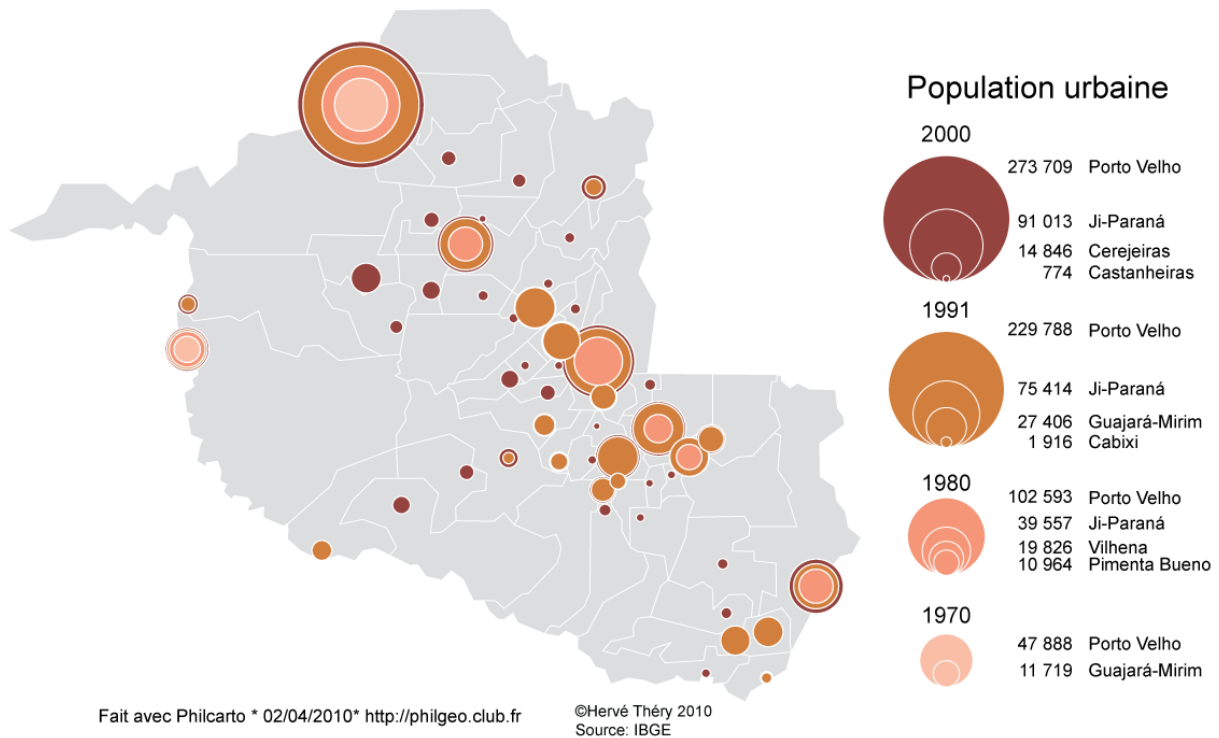 Population urbaine
2000
273 709 Porto Velho
91 013 Ji-Paraná
14 846 Cerejeiras
774 Castanheiras
1991
229 788 Porto Velho
75 414 Ji-Paraná
27 406 Guajará-Mirim
1 916 Cabixi
1980
102 593 Porto Velho
39 557 Ji-Paraná
19 826 Vilhena
10 964 Pimenta Bueno
1970
47 888 Porto Velho
11 719 Guajará-Mirim
Fait avec Philcarto * 02/04/2010* http://philgeo.club.fr
©Hervé Théry 2010
Source: IBGE